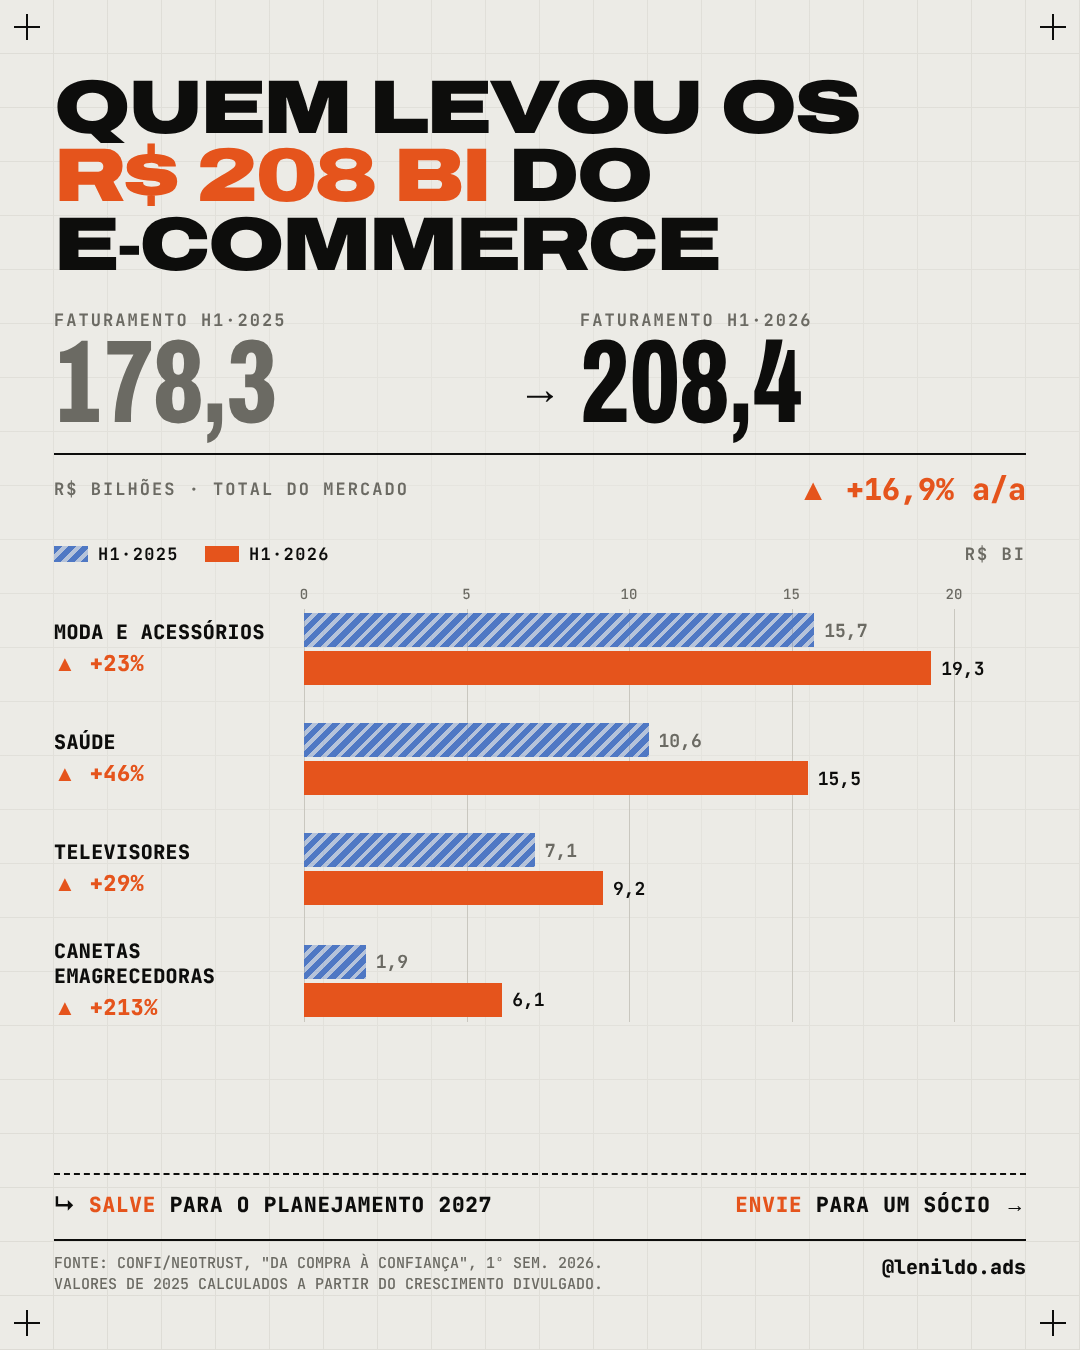 QUEM LEVOU OS
R$ 208 BI DO
E-COMMERCE
FATURAMENTO H1·2025
178,3
→
FATURAMENTO H1·2026
208,4
R$ BILHÕES · TOTAL DO MERCADO
▲ +16,9% a/a
H1·2025 H1·2026
R$ BI
0 5 10 15 20
MODA E ACESSÓRIOS
▲ +23%
15,7
19,3
SAÚDE
▲ +46%
10,6
15,5
TELEVISORES
▲ +29%
7,1
9,2
CANETAS
EMAGRECEDORAS
▲ +213%
1,9
6,1
↳ SALVE PARA O PLANEJAMENTO 2027
ENVIE PARA UM SÓCIO →
FONTE: CONFI/NEOTRUST, "DA COMPRA À CONFIANÇA", 1º SEM. 2026.
VALORES DE 2025 CALCULADOS A PARTIR DO CRESCIMENTO DIVULGADO.
@lenildo.ads